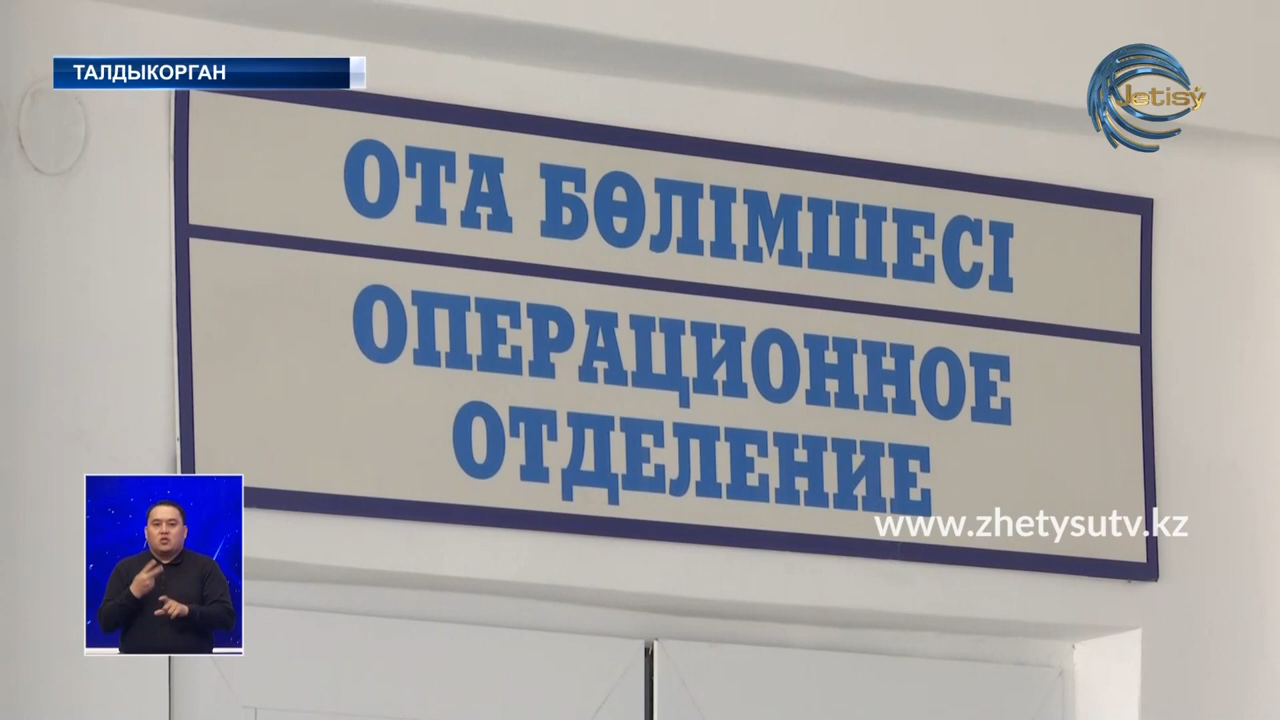 ТАЛДЫКОРГАН
Jetisý
ОТА БӨЛІМШЕСІ
ОПЕРАЦИОННОЕ
ОТДЕЛЕНИЕ
www.zhetysutv.kz